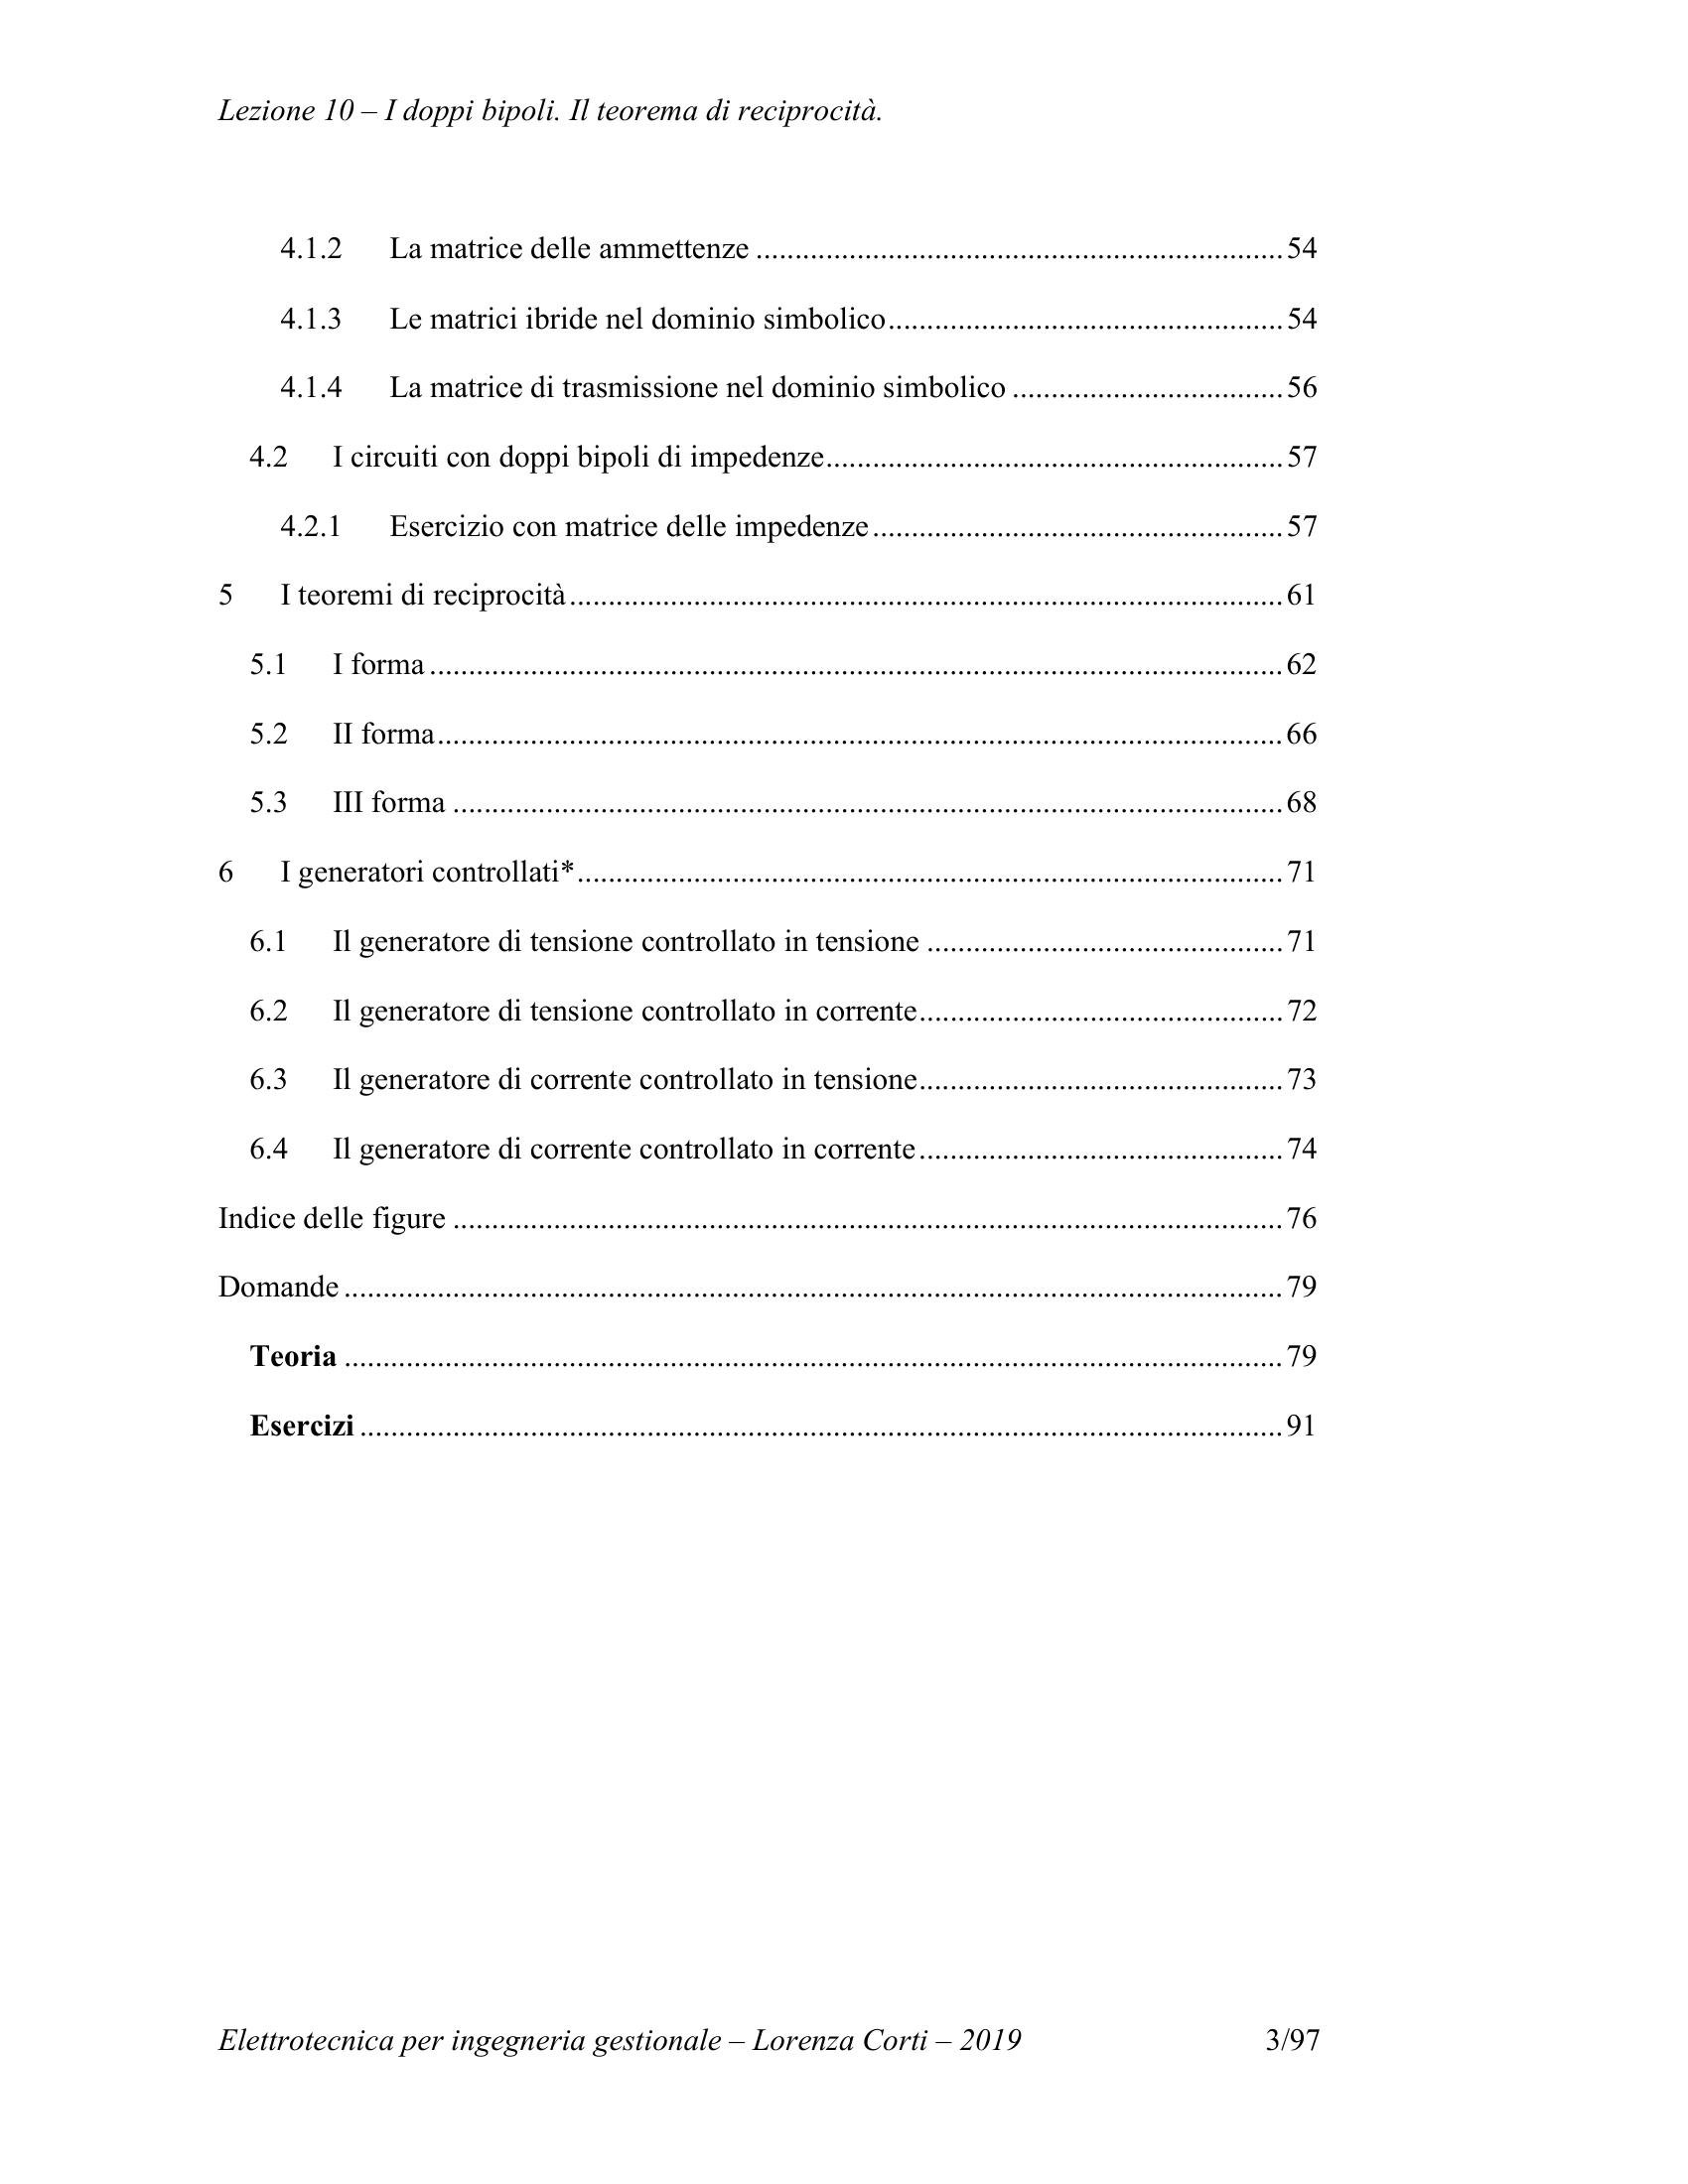 Lezione 10 – I doppi bipoli. Il teorema di reciprocità.
4.1.2 La matrice delle ammettenze ........ 54
4.1.3 Le matrici ibride nel dominio simbolico ........ 54
4.1.4 La matrice di trasmissione nel dominio simbolico ........ 56
4.2 I circuiti con doppi bipoli di impedenze ........ 57
4.2.1 Esercizio con matrice delle impedenze ........ 57
5 I teoremi di reciprocità ........ 61
5.1 I forma ........ 62
5.2 II forma ........ 66
5.3 III forma ........ 68
6 I generatori controllati* ........ 71
6.1 Il generatore di tensione controllato in tensione ........ 71
6.2 Il generatore di tensione controllato in corrente ........ 72
6.3 Il generatore di corrente controllato in tensione ........ 73
6.4 Il generatore di corrente controllato in corrente ........ 74
Indice delle figure ........ 76
Domande ........ 79
Teoria ........ 79
Esercizi ........ 91
Elettrotecnica per ingegneria gestionale – Lorenza Corti – 2019 3/97